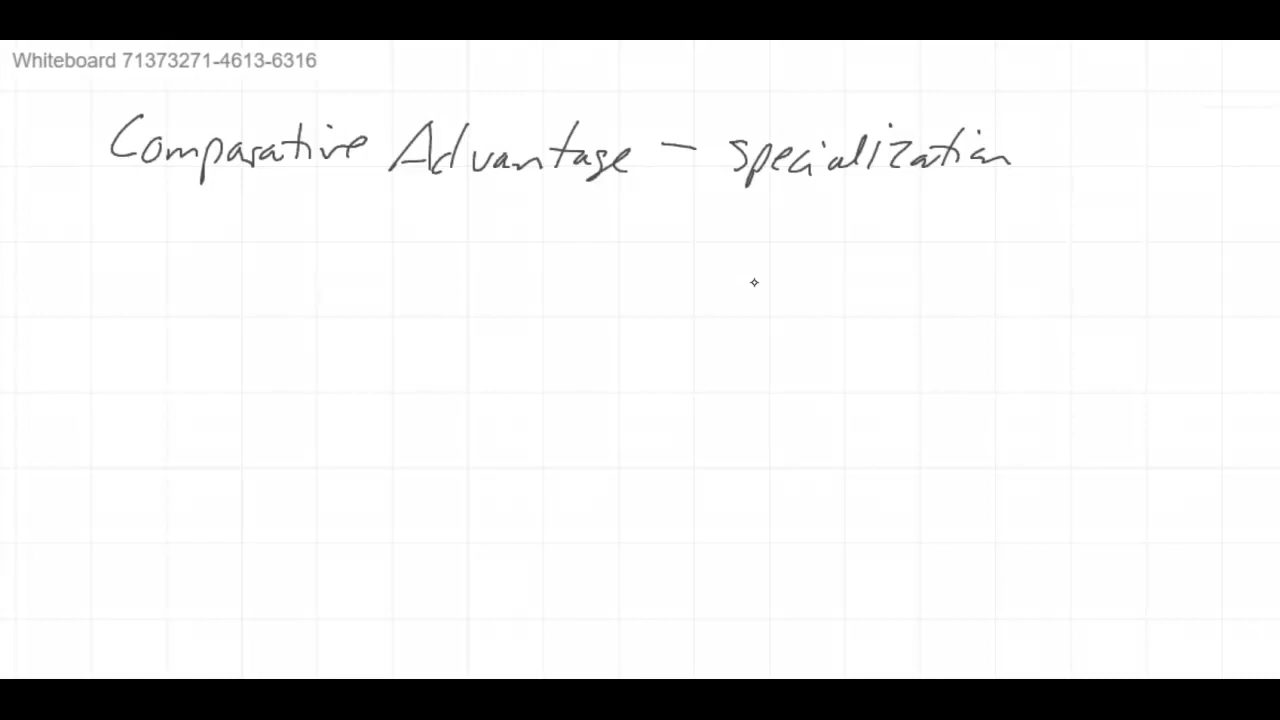 Whiteboard 71373271-4613-6316
Comparative Advantage – specialization